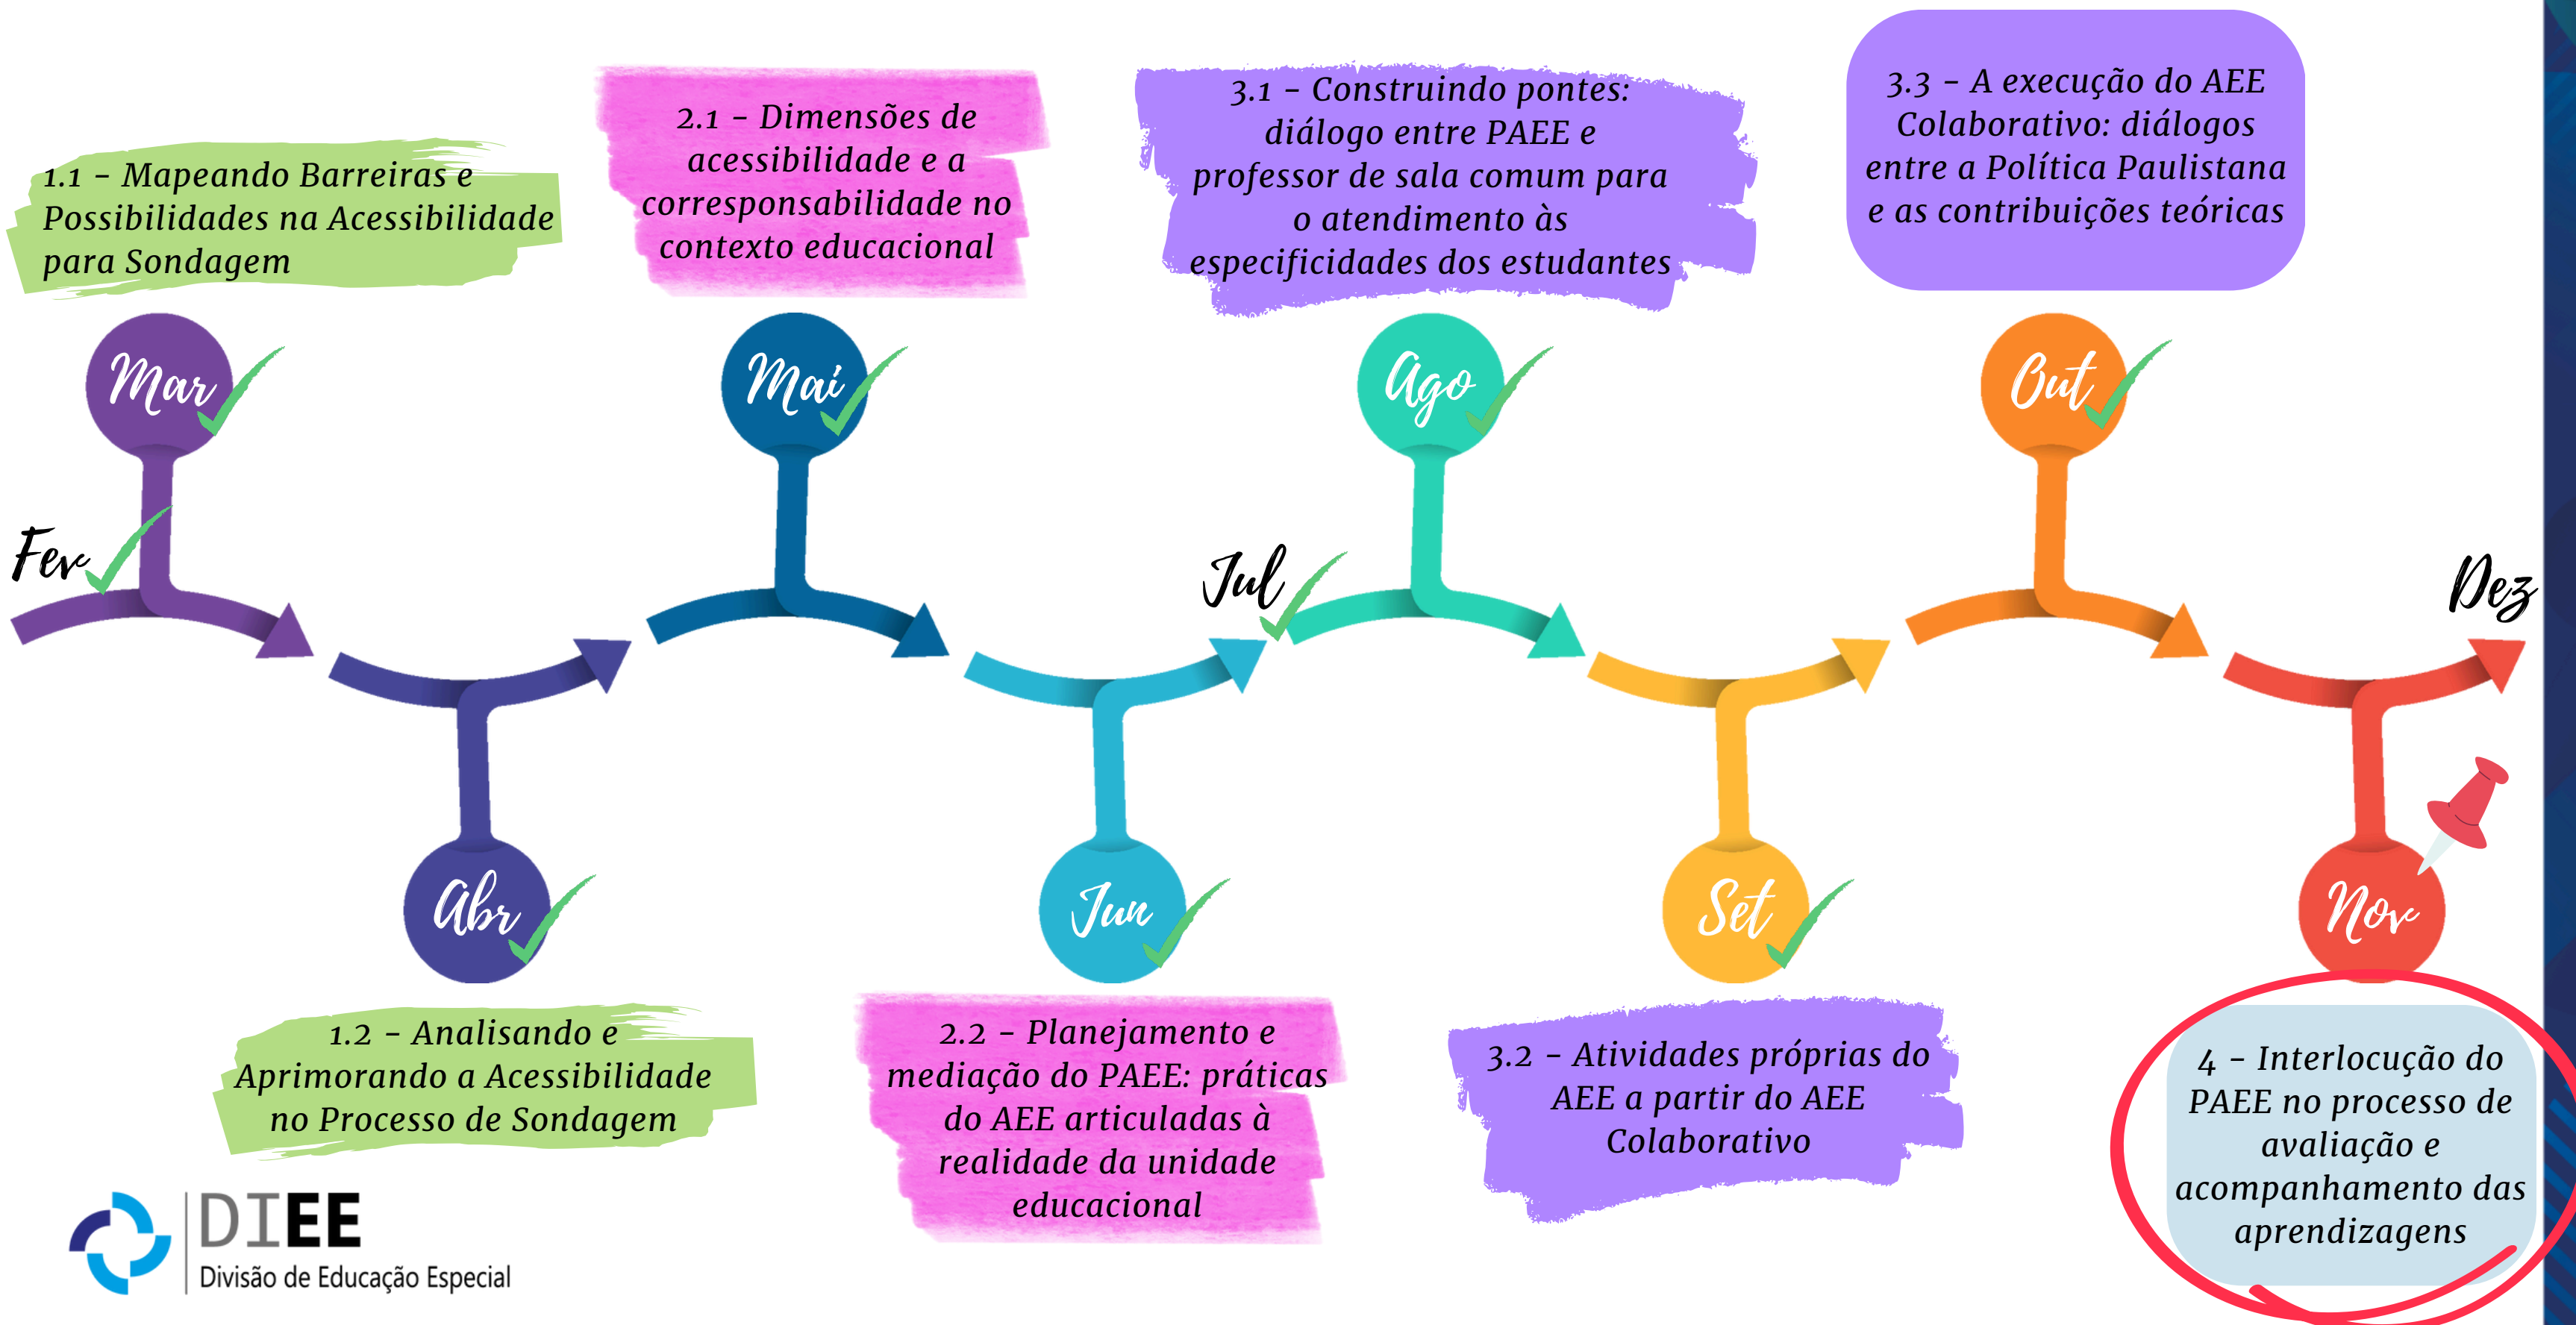 1.1 – Mapeando Barreiras e
Possibilidades na Acessibilidade
para Sondagem
2.1 – Dimensões de
acessibilidade e a
corresponsabilidade no
contexto educacional
3.1 – Construindo pontes:
diálogo entre PAEE e
professor de sala comum para
o atendimento às
especificidades dos estudantes
3.3 – A execução do AEE
Colaborativo: diálogos
entre a Política Paulistana
e as contribuições teóricas
Mar
Mai
Ago
Out
Fev
Jul
Dez
Abr
Jun
Set
Nov
1.2 – Analisando e
Aprimorando a Acessibilidade
no Processo de Sondagem
2.2 – Planejamento e
mediação do PAEE: práticas
do AEE articuladas à
realidade da unidade
educacional
3.2 – Atividades próprias do
AEE a partir do AEE
Colaborativo
4 – Interlocução do
PAEE no processo de
avaliação e
acompanhamento das
aprendizagens
DIEE
Divisão de Educação Especial